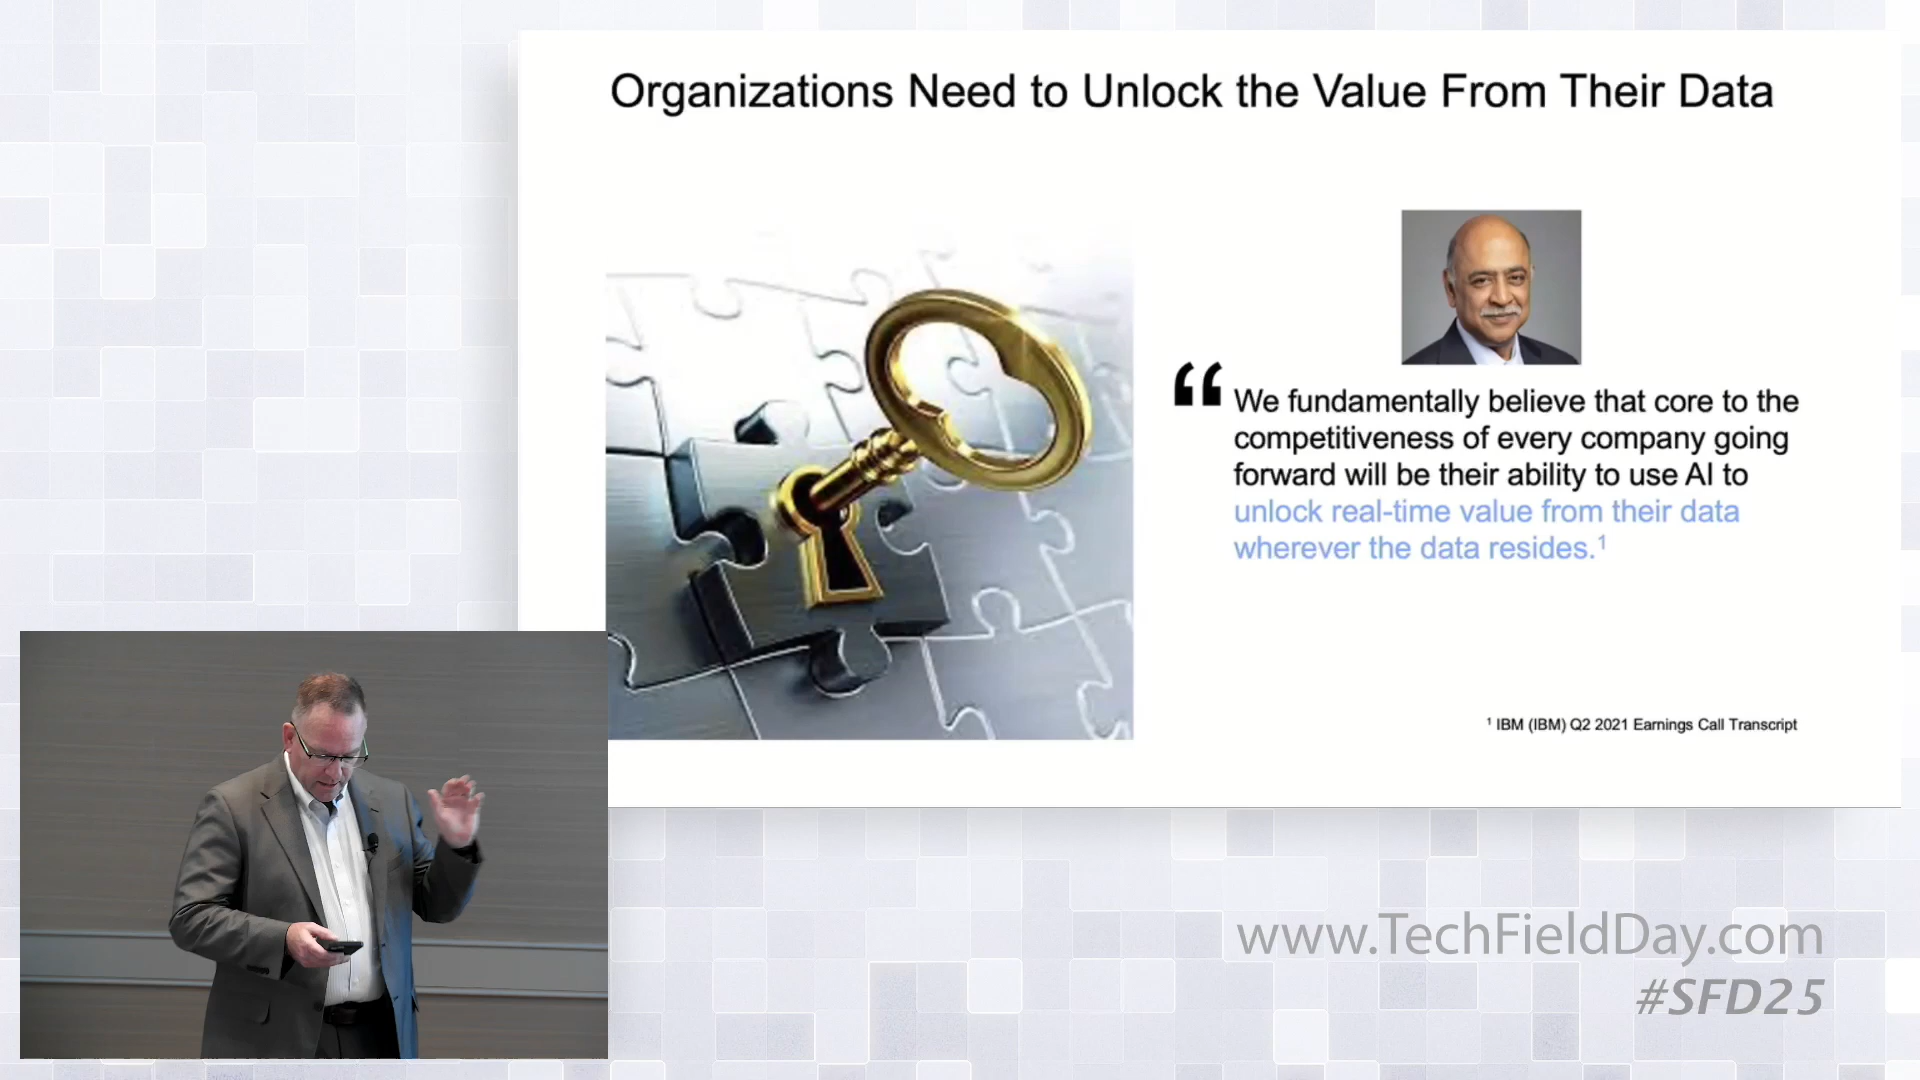 Organizations Need to Unlock the Value From Their Data
“ We fundamentally believe that core to the
competitiveness of every company going
forward will be their ability to use AI to
unlock real-time value from their data
wherever the data resides.¹
¹ IBM (IBM) Q2 2021 Earnings Call Transcript
www.TechFieldDay.com
#SFD25